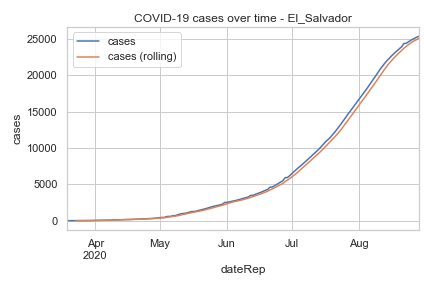 COVID-19 cases over time - El_Salvador
cases
cases (rolling)
25000
20000
15000
10000
5000
0
cases
Apr
2020
May
Jun
Jul
Aug
dateRep